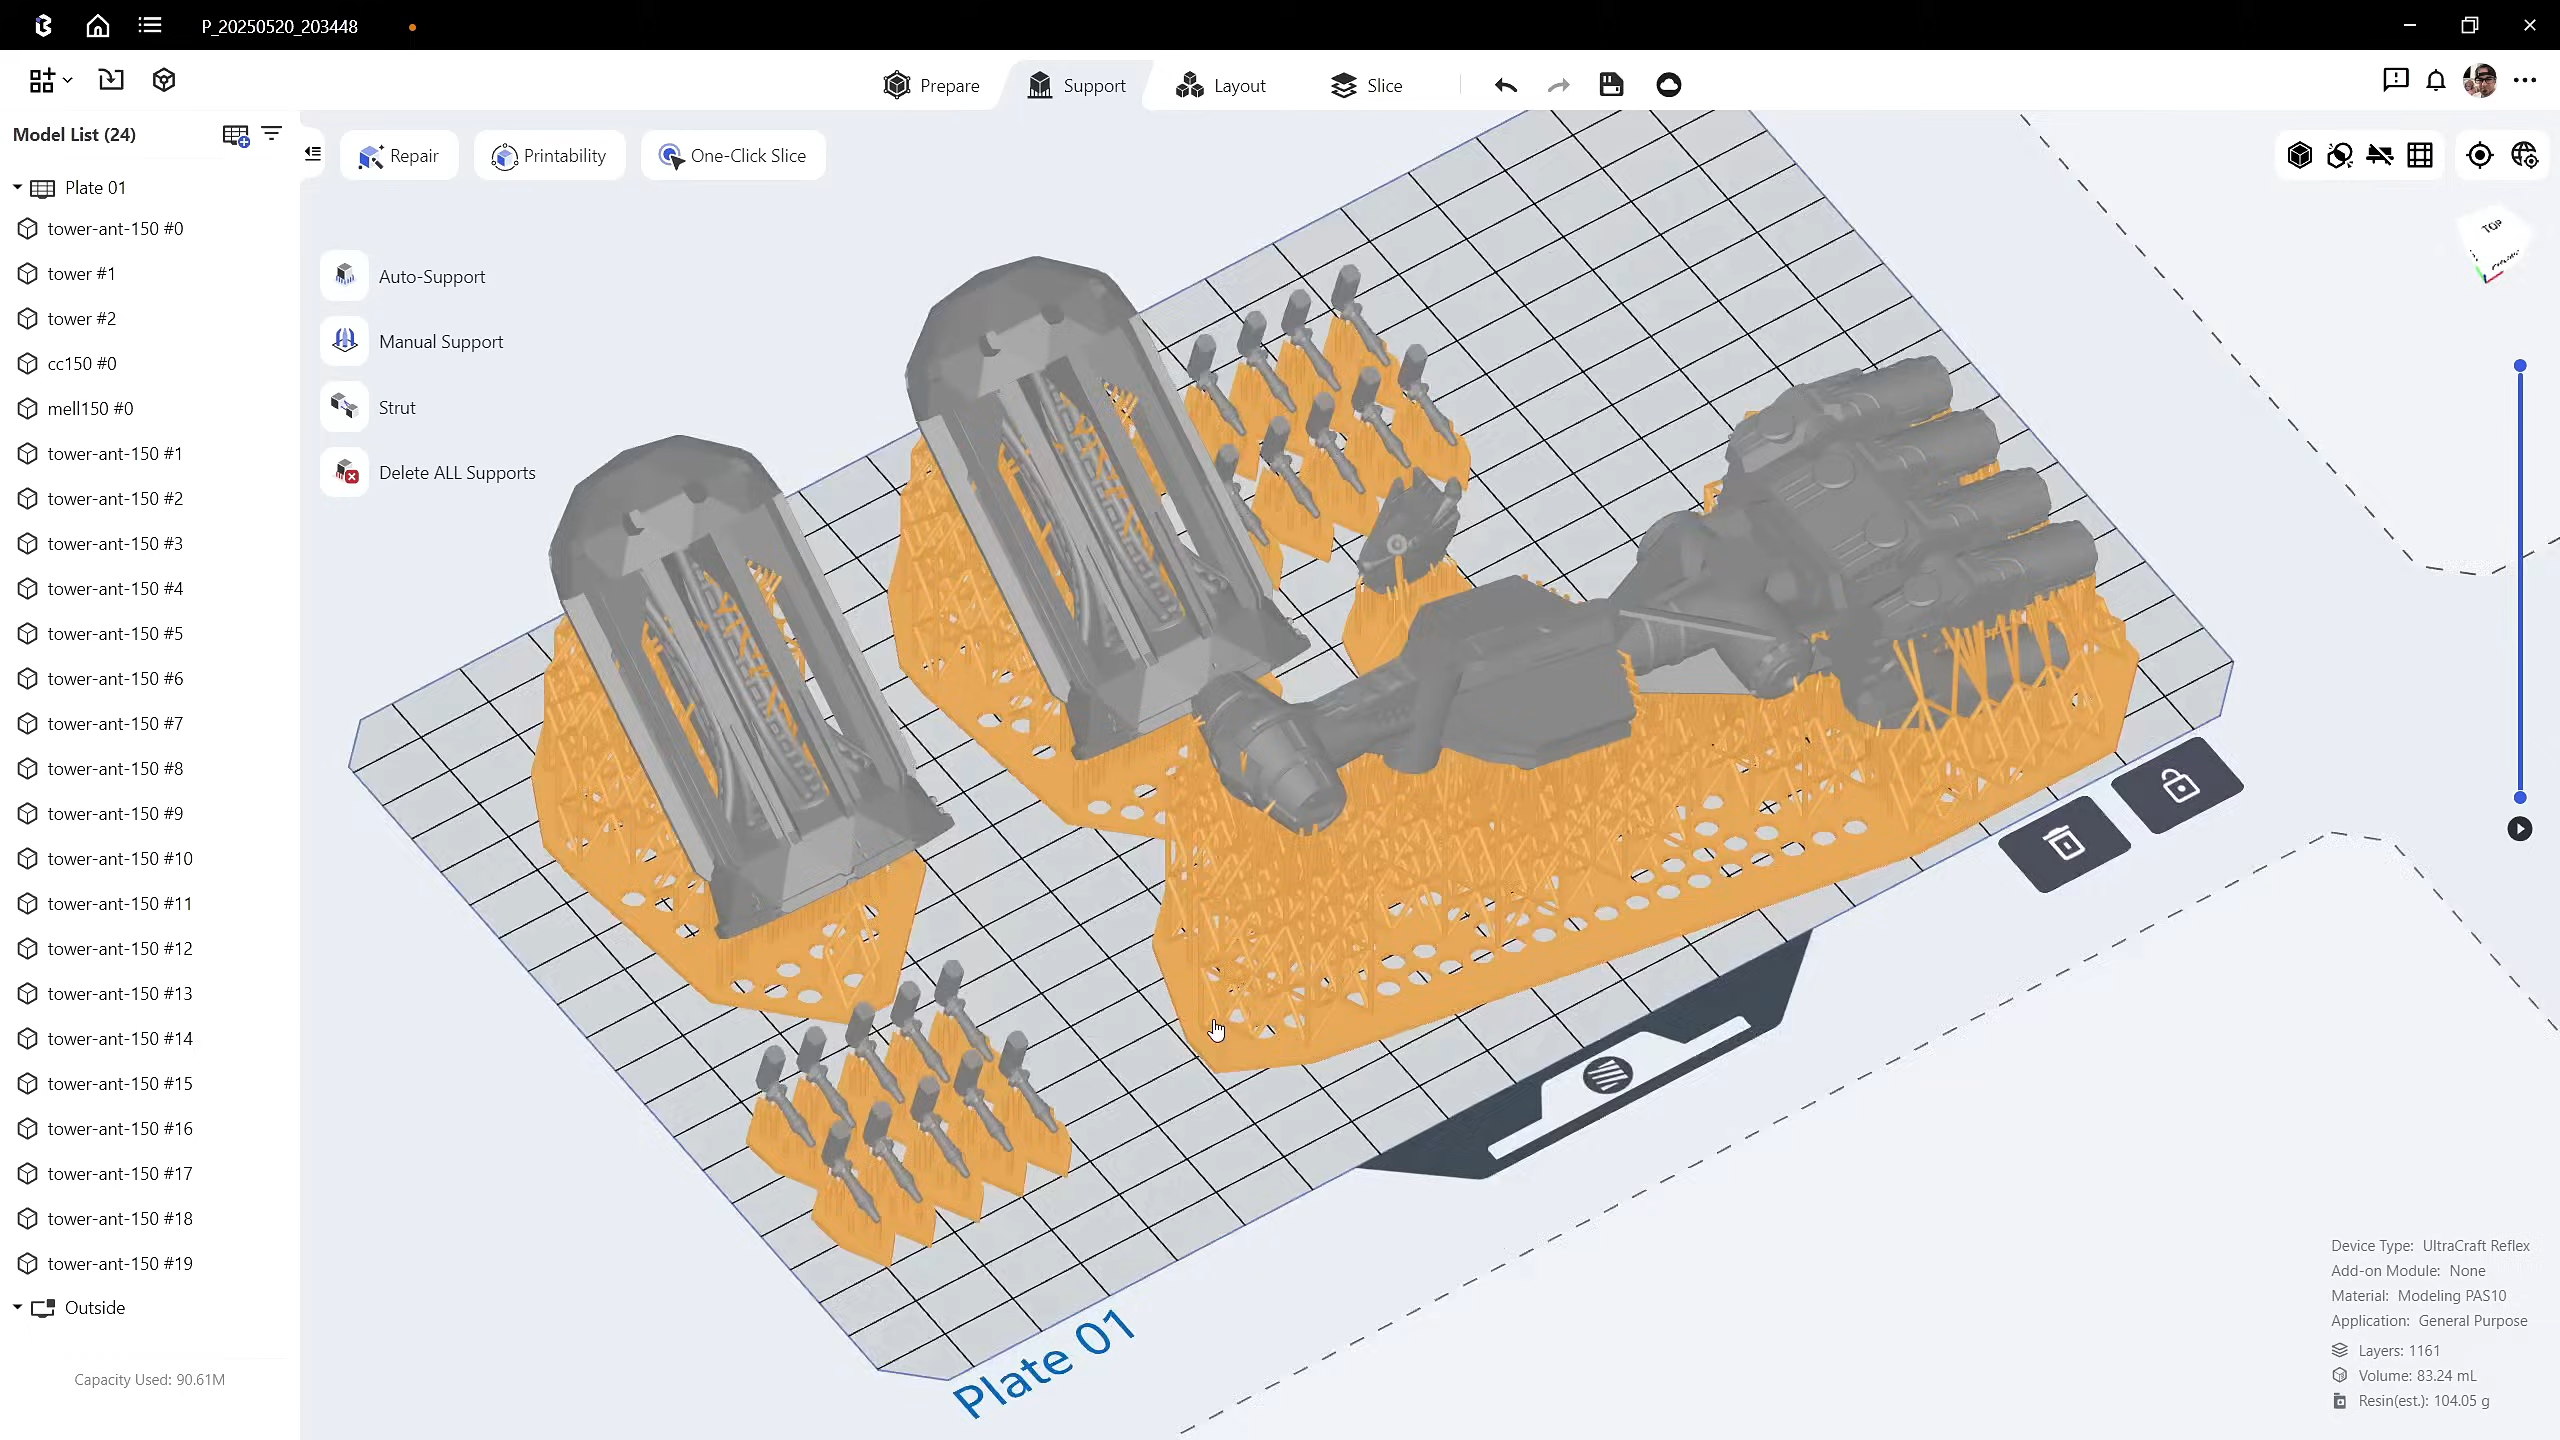 P_20250520_203448
Prepare
Support
Layout
Slice
Model List (24)
Repair
Printability
One-Click Slice
Plate 01
tower-ant-150 #0
tower #1
tower #2
cc150 #0
mell150 #0
tower-ant-150 #1
tower-ant-150 #2
tower-ant-150 #3
tower-ant-150 #4
tower-ant-150 #5
tower-ant-150 #6
tower-ant-150 #7
tower-ant-150 #8
tower-ant-150 #9
tower-ant-150 #10
tower-ant-150 #11
tower-ant-150 #12
tower-ant-150 #13
tower-ant-150 #14
tower-ant-150 #15
tower-ant-150 #16
tower-ant-150 #17
tower-ant-150 #18
tower-ant-150 #19
Outside
Capacity Used: 90.61M
Auto-Support
Manual Support
Strut
Delete ALL Supports
TOP
Plate 01
Device Type: UltraCraft Reflex
Add-on Module: None
Material: Modeling PAS10
Application: General Purpose
Layers: 1161
Volume: 83.24 mL
Resin(est.): 104.05 g